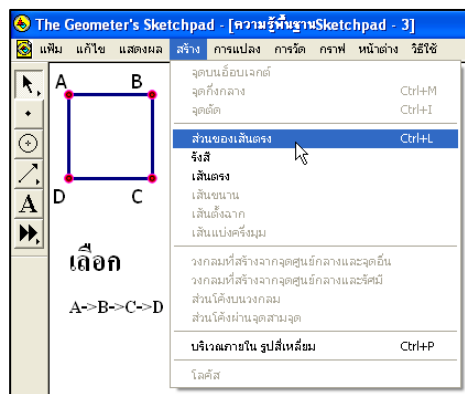 The Geometer's Sketchpad - [ความรู้พื้นฐานSketchpad - 3]
แฟ้ม แก้ไข แสดงผล สร้าง การแปลง การวัด กราฟ หน้าต่าง วิธีใช้
จุดบนอ็อบเจกต์
จุดกึ่งกลาง Ctrl+M
จุดตัด Ctrl+I
ส่วนของเส้นตรง Ctrl+L
รังสี
เส้นตรง
เส้นขนาน
เส้นตั้งฉาก
เส้นแบ่งครึ่งมุม
วงกลมที่สร้างจากจุดศูนย์กลางและจุดอื่น
วงกลมที่สร้างจากจุดศูนย์กลางและรัศมี
ส่วนโค้งบนวงกลม
ส่วนโค้งผ่านจุดสามจุด
บริเวณภายใน รูปสี่เหลี่ยม Ctrl+P
โลคัส
A B
D C
A
เลือก
A->B->C->D